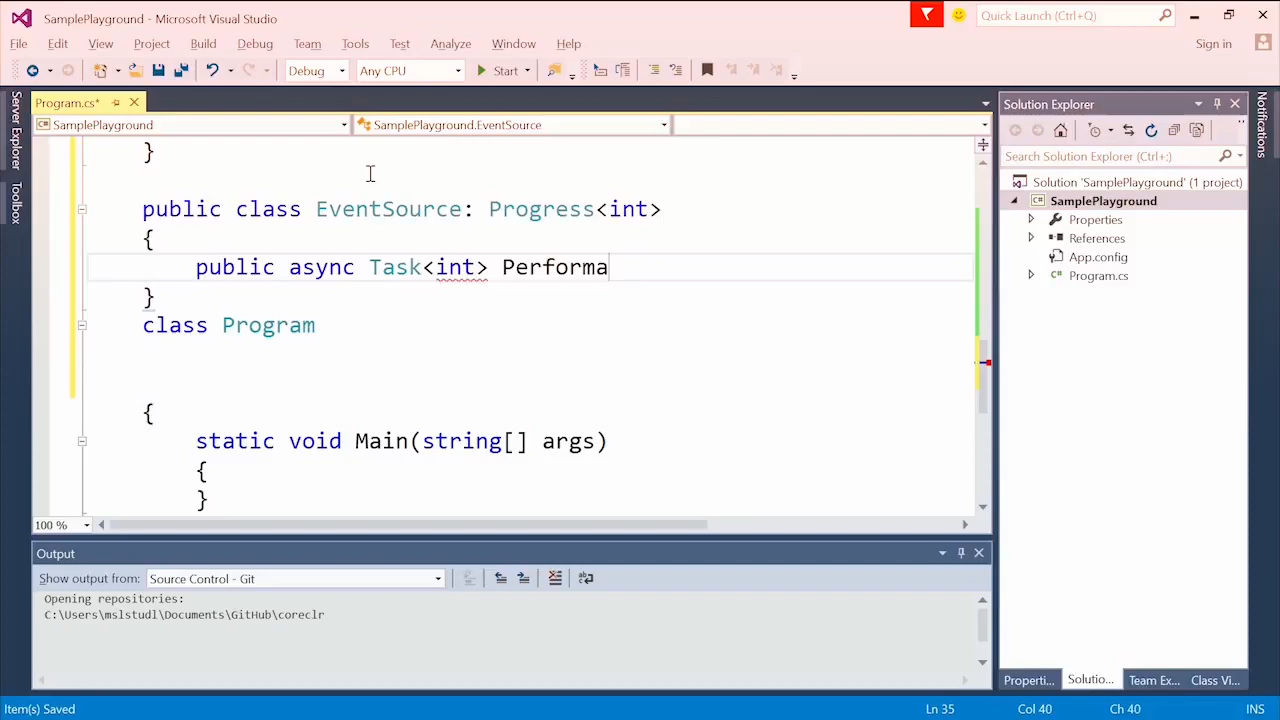 SamplePlayground - Microsoft Visual Studio
Quick Launch (Ctrl+Q)
File Edit View Project Build Debug Team Tools Test Analyze Window Help
Sign in
Debug Any CPU Start
Server Explorer
Toolbox
Program.cs*
SamplePlayground SamplePlayground.EventSource
}
public class EventSource: Progress<int>
{
public async Task<int> Performa
}
class Program
{
static void Main(string[] args)
{
}
100 %
Output
Show output from: Source Control - Git
Opening repositories:
C:\Users\mslstudl\Documents\GitHub\coreclr
Solution Explorer
Search Solution Explorer (Ctrl+;)
Solution 'SamplePlayground' (1 project)
SamplePlayground
Properties
References
App.config
C# Program.cs
Properti... Solutio... Team Ex... Class Vi...
Notifications
Item(s) Saved Ln 35 Col 40 Ch 40 INS